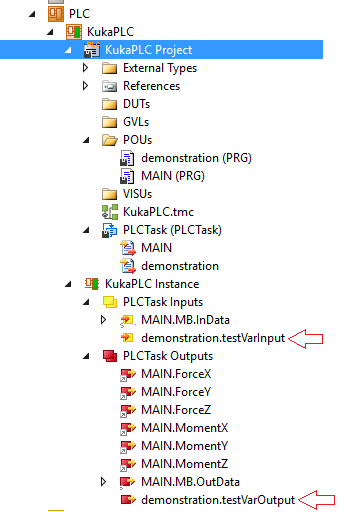 PLC
KukaPLC
KukaPLC Project
External Types
References
DUTs
GVLs
POUs
demonstration (PRG)
MAIN (PRG)
VISUs
KukaPLC.tmc
PLCTask (PLCTask)
MAIN
demonstration
KukaPLC Instance
PLCTask Inputs
MAIN.MB.InData
demonstration.testVarInput
PLCTask Outputs
MAIN.ForceX
MAIN.ForceY
MAIN.ForceZ
MAIN.MomentX
MAIN.MomentY
MAIN.MomentZ
MAIN.MB.OutData
demonstration.testVarOutput